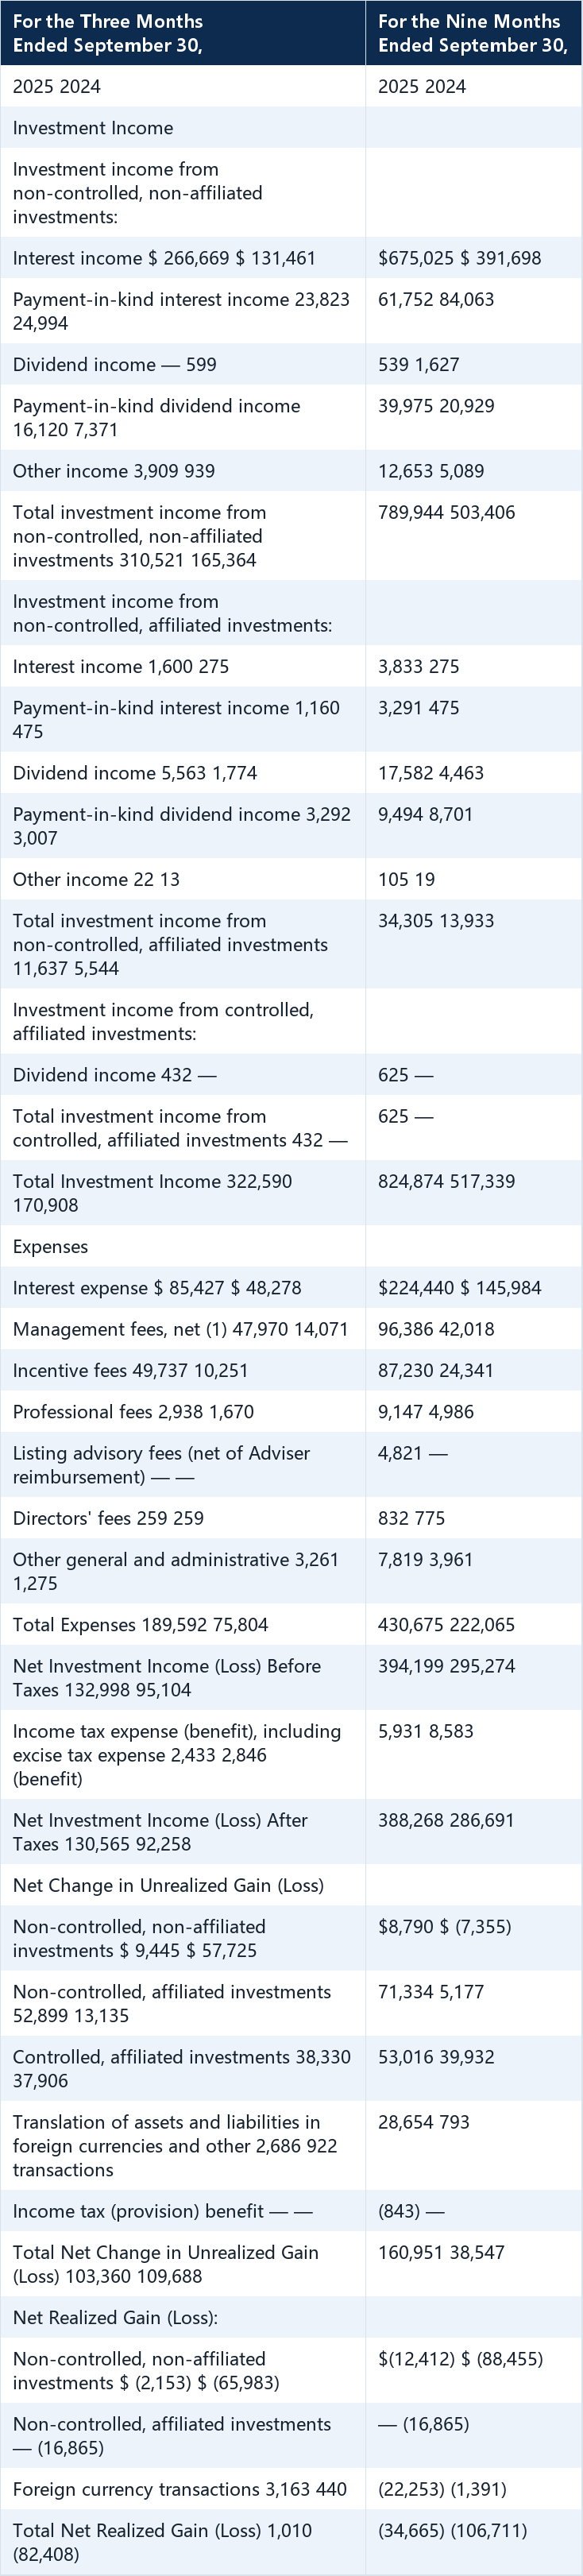 For the Three Months
Ended September 30,
For the Nine Months
Ended September 30,
2025 2024
2025 2024
Investment Income
Investment income from
non-controlled, non-affiliated
investments:
Interest income $ 266,669 $ 131,461
$675,025 $ 391,698
Payment-in-kind interest income 23,823
24,994
61,752 84,063
Dividend income — 599
539 1,627
Payment-in-kind dividend income
16,120 7,371
39,975 20,929
Other income 3,909 939
12,653 5,089
Total investment income from
non-controlled, non-affiliated
investments 310,521 165,364
789,944 503,406
Investment income from
non-controlled, affiliated investments:
Interest income 1,600 275
3,833 275
Payment-in-kind interest income 1,160
475
3,291 475
Dividend income 5,563 1,774
17,582 4,463
Payment-in-kind dividend income 3,292
3,007
9,494 8,701
Other income 22 13
105 19
Total investment income from
non-controlled, affiliated investments
11,637 5,544
34,305 13,933
Investment income from controlled,
affiliated investments:
Dividend income 432 —
625 —
Total investment income from
controlled, affiliated investments 432 —
625 —
Total Investment Income 322,590
170,908
824,874 517,339
Expenses
Interest expense $ 85,427 $ 48,278
$224,440 $ 145,984
Management fees, net (1) 47,970 14,071
96,386 42,018
Incentive fees 49,737 10,251
87,230 24,341
Professional fees 2,938 1,670
9,147 4,986
Listing advisory fees (net of Adviser
reimbursement) — —
4,821 —
Directors' fees 259 259
832 775
Other general and administrative 3,261
1,275
7,819 3,961
Total Expenses 189,592 75,804
430,675 222,065
Net Investment Income (Loss) Before
Taxes 132,998 95,104
394,199 295,274
Income tax expense (benefit), including
excise tax expense 2,433 2,846
(benefit)
5,931 8,583
Net Investment Income (Loss) After
Taxes 130,565 92,258
388,268 286,691
Net Change in Unrealized Gain (Loss)
Non-controlled, non-affiliated
investments $ 9,445 $ 57,725
$8,790 $ (7,355)
Non-controlled, affiliated investments
52,899 13,135
71,334 5,177
Controlled, affiliated investments 38,330
37,906
53,016 39,932
Translation of assets and liabilities in
foreign currencies and other 2,686 922
transactions
28,654 793
Income tax (provision) benefit — —
(843) —
Total Net Change in Unrealized Gain
(Loss) 103,360 109,688
160,951 38,547
Net Realized Gain (Loss):
Non-controlled, non-affiliated
investments $ (2,153) $ (65,983)
$(12,412) $ (88,455)
Non-controlled, affiliated investments
— (16,865)
— (16,865)
Foreign currency transactions 3,163 440
(22,253) (1,391)
Total Net Realized Gain (Loss) 1,010
(82,408)
(34,665) (106,711)